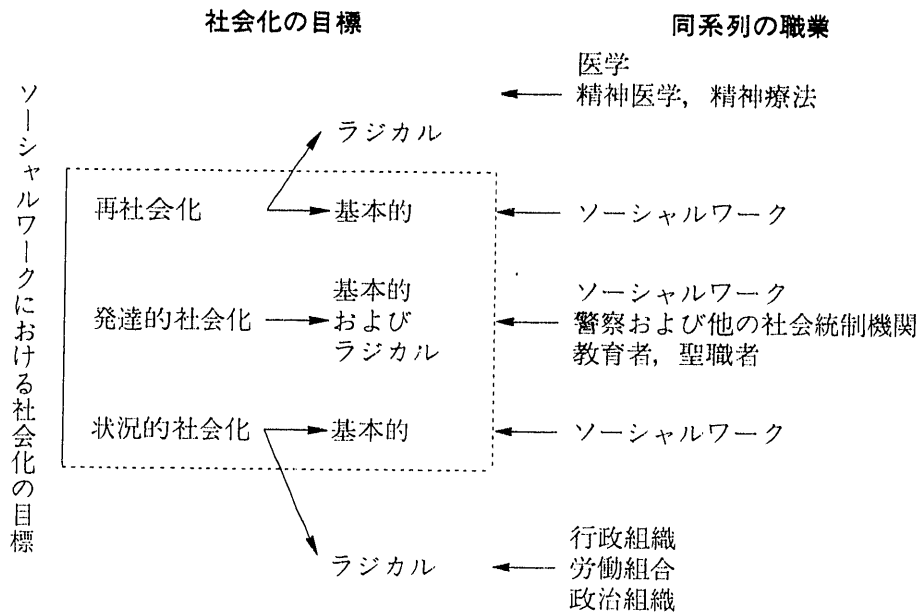 社会化の目標
同系列の職業
ソーシャルワークにおける社会化の目標
医学
精神医学，精神療法
ラジカル
再社会化
基本的
ソーシャルワーク
発達的社会化
基本的
および
ラジカル
ソーシャルワーク
警察および他の社会統制機関
教育者，聖職者
状況的社会化
基本的
ソーシャルワーク
ラジカル
行政組織
労働組合
政治組織